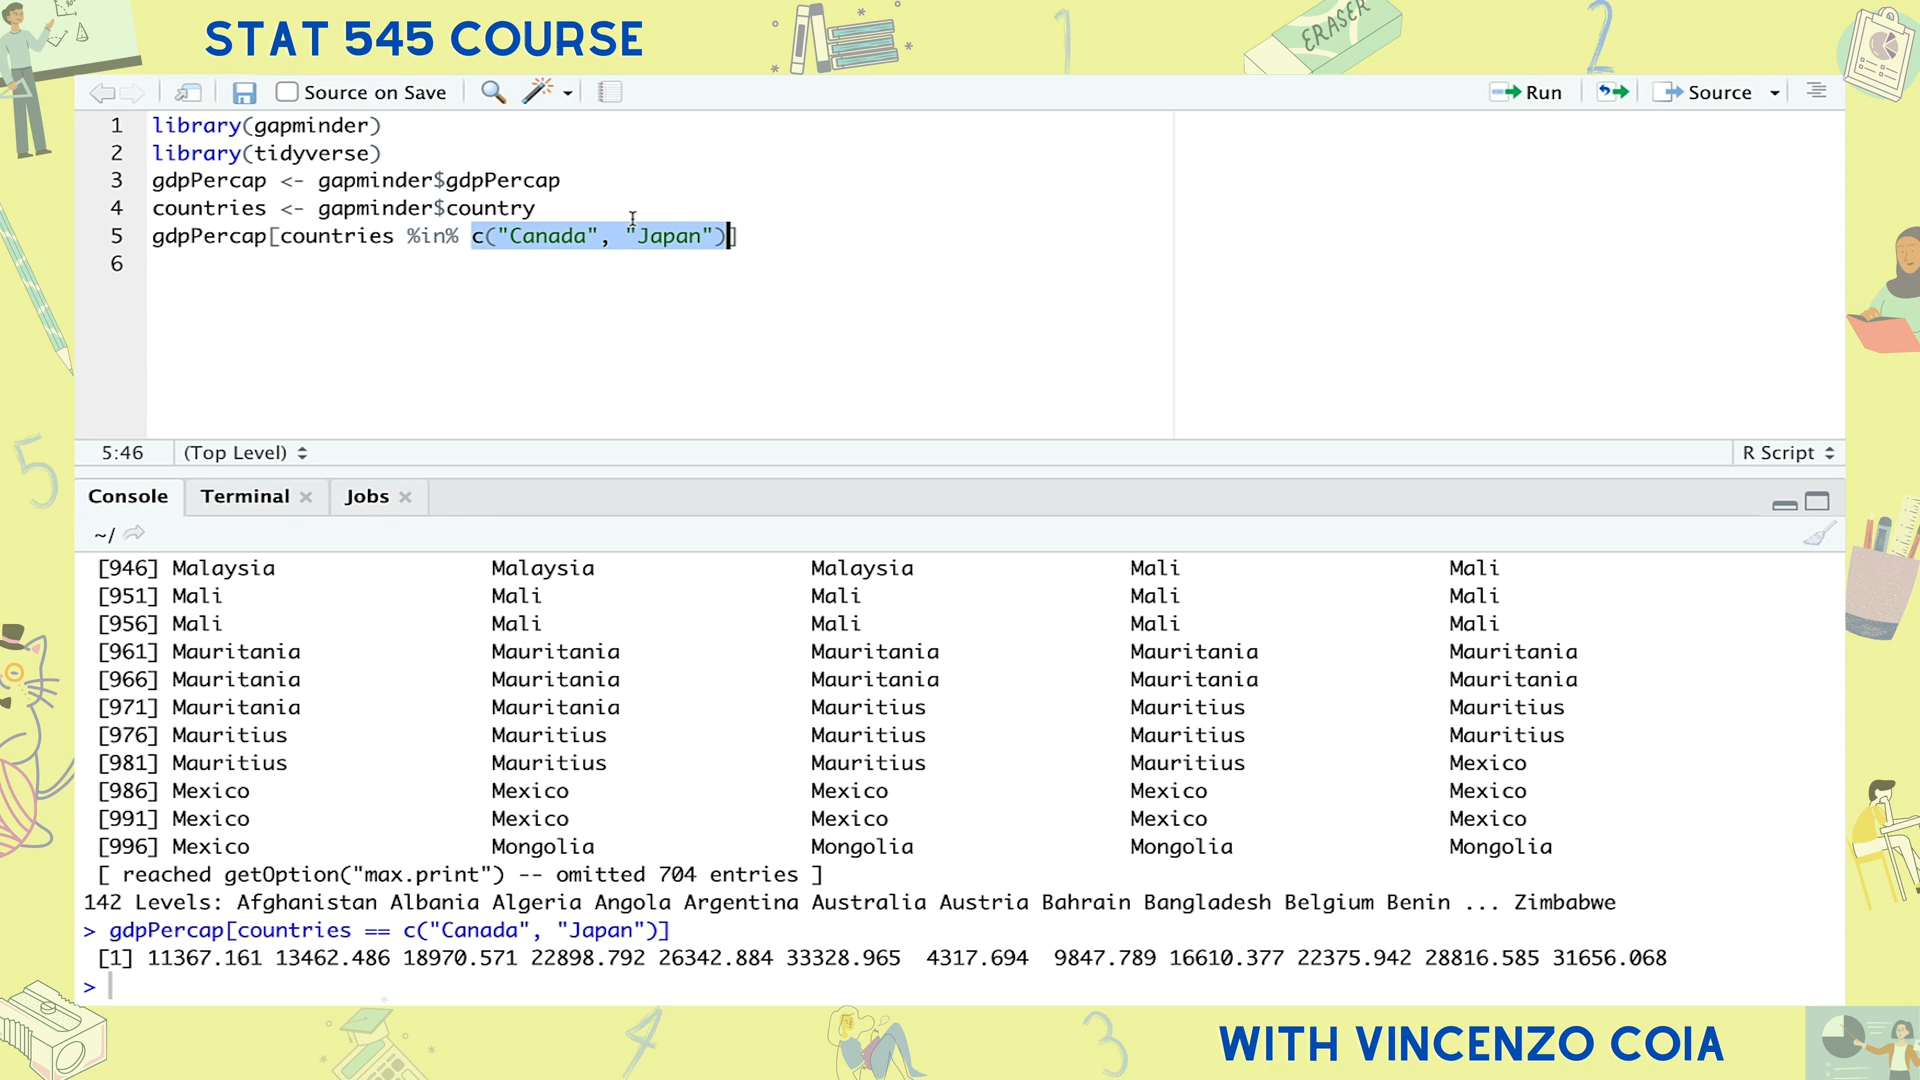 STAT 545 COURSE
ERASER
1
2
Source on Save
Run
Source
1 library(gapminder)
2 library(tidyverse)
3 gdpPercap <- gapminder$gdpPercap
4 countries <- gapminder$country
5 gdpPercap[countries %in% c("Canada", "Japan")]
6
5
5:46 (Top Level) R Script
Console Terminal Jobs
~/
[946] Malaysia Malaysia Malaysia Mali Mali
[951] Mali Mali Mali Mali Mali
[956] Mali Mali Mali Mali Mali
[961] Mauritania Mauritania Mauritania Mauritania Mauritania
[966] Mauritania Mauritania Mauritania Mauritania Mauritania
[971] Mauritania Mauritania Mauritius Mauritius Mauritius
[976] Mauritius Mauritius Mauritius Mauritius Mauritius
[981] Mauritius Mauritius Mauritius Mauritius Mexico
[986] Mexico Mexico Mexico Mexico Mexico
[991] Mexico Mexico Mexico Mexico Mexico
[996] Mexico Mongolia Mongolia Mongolia Mongolia
[ reached getOption("max.print") -- omitted 704 entries ]
142 Levels: Afghanistan Albania Algeria Angola Argentina Australia Austria Bahrain Bangladesh Belgium Benin ... Zimbabwe
> gdpPercap[countries == c("Canada", "Japan")]
[1] 11367.161 13462.486 18970.571 22898.792 26342.884 33328.965 4317.694 9847.789 16610.377 22375.942 28816.585 31656.068
>
4
3
WITH VINCENZO COIA